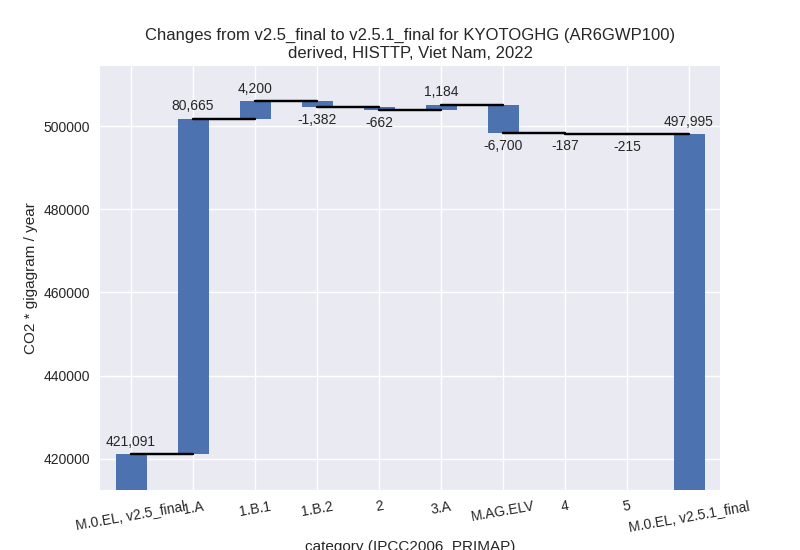 Changes from v2.5_final to v2.5.1_final for KYOTOGHG (AR6GWP100)
derived, HISTTP, Viet Nam, 2022
CO2 * gigagram / year
500000
480000
460000
440000
420000
421,091
80,665
4,200
-1,382
-662
1,184
-6,700
-187
-215
497,995
M.0.EL, v2.5_final
1.A
1.B.1
1.B.2
2
3.A
M.AG.ELV
4
5
M.0.EL, v2.5.1_final
category (IPCC2006_PRIMAP)